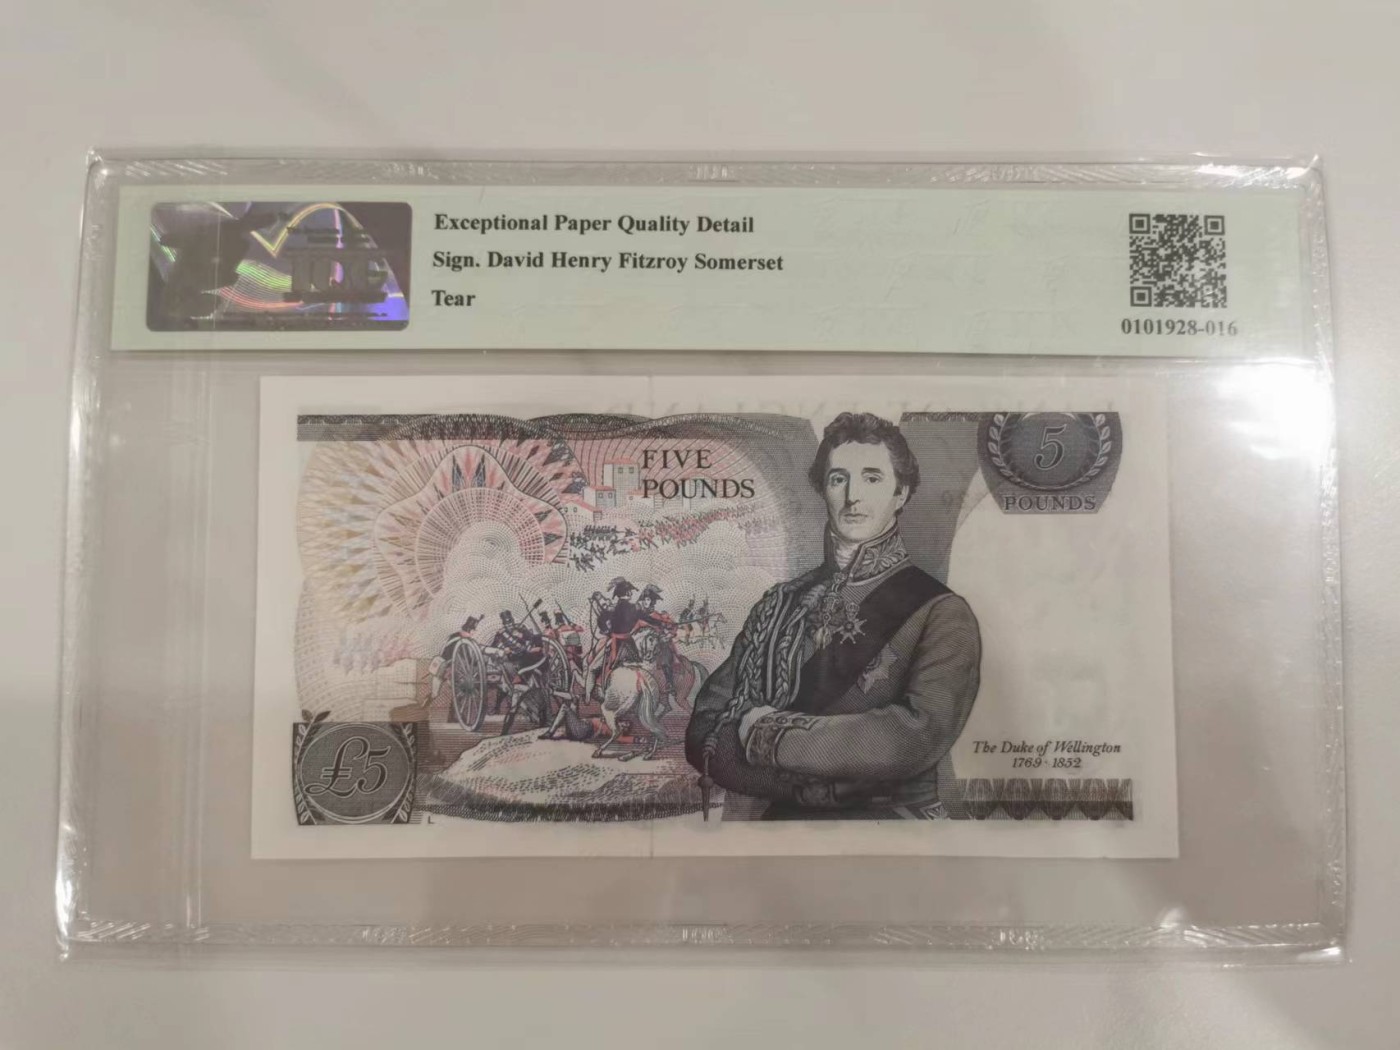 Exceptional Paper Quality Detail
Sign. David Henry Fitzroy Somerset
Tear
0101928-016
5
POUNDS
FIVE
POUNDS
The Duke of Wellington
1769 · 1852
£5
L